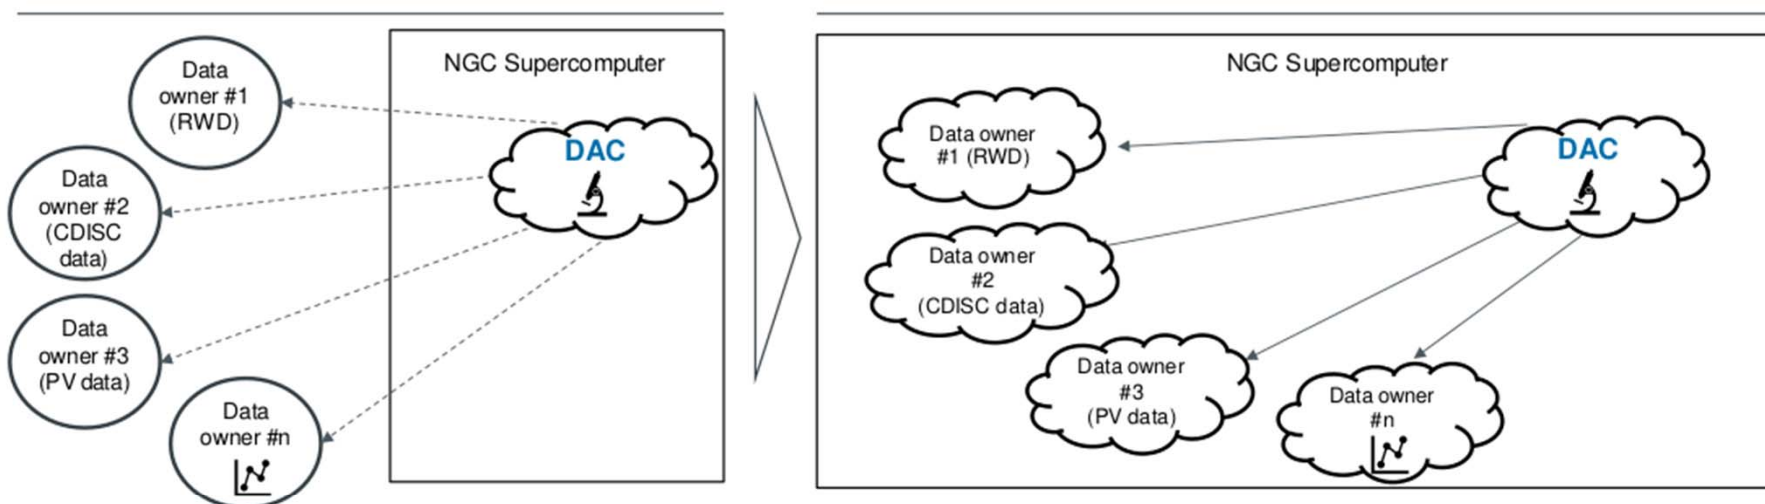 Data
owner #1
(RWD)
Data
owner #2
(CDISC
data)
Data
owner #3
(PV data)
Data
owner #n
NGC Supercomputer
DAC
NGC Supercomputer
Data owner
#1 (RWD)
DAC
Data owner
#2
(CDISC data)
Data owner
#3
(PV data)
Data owner
#n